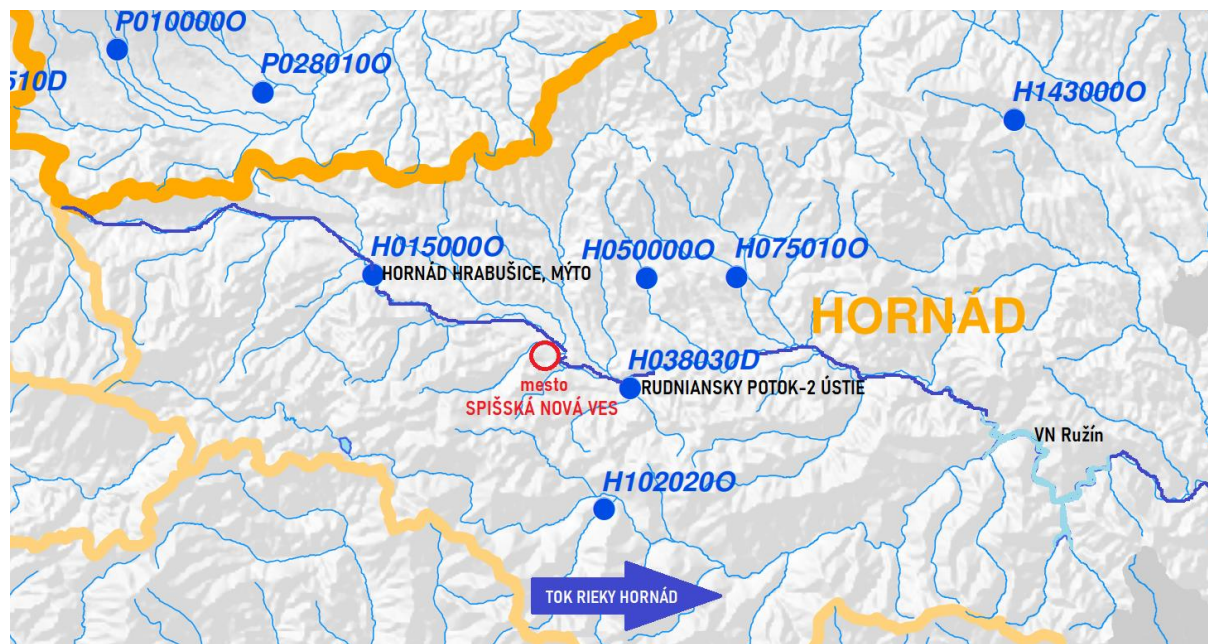 P010000O
P028010O
510D
H143000O
H015000O
HORNÁD HRABUŠICE, MÝTO
H050000O
H075010O
HORNÁD
H038030D
RUDNIANSKY POTOK-2 ÚSTIE
mesto
SPIŠSKÁ NOVÁ VES
VN Ružín
H102020O
TOK RIEKY HORNÁD